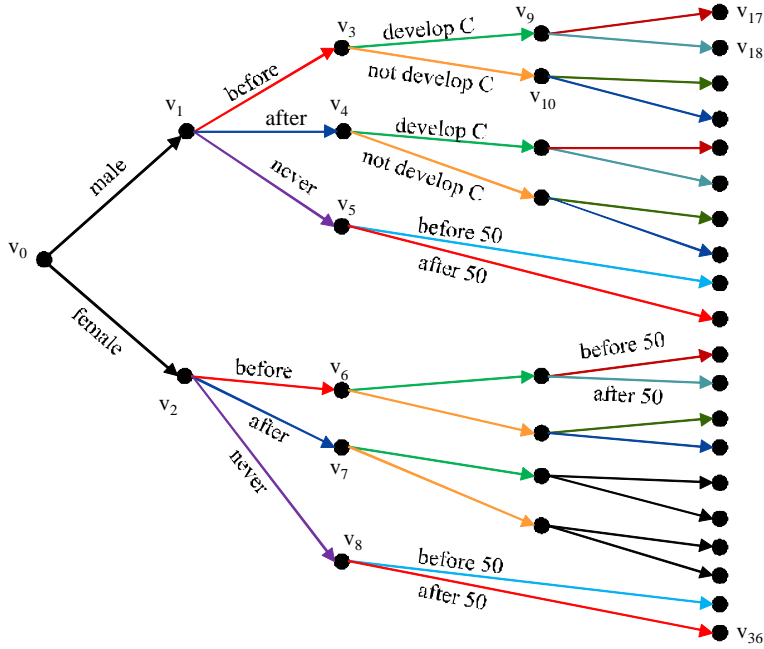 v17
v9
v3
develop C
v18
not develop C
before
v10
v1
v4
after
develop C
male
never
not develop C
v5
before 50
v0
after 50
female
before 50
before
v6
after 50
v2
after
never
v7
v8
before 50
after 50
v36